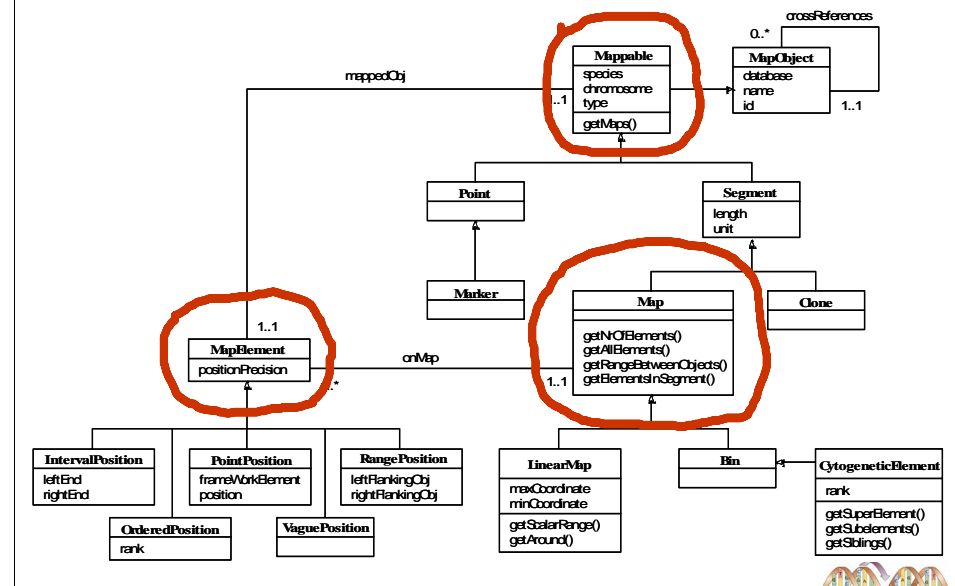 crossReferences
0..*
Mappable
MapObject
species
chromosome
type
database
name
id
mappedObj
1..1
1..1
getMaps()
Point
Segment
length
unit
Marker
Map
Clone
1..1
getNrOfElements()
getAllElements()
getRangeBetweenObjects()
getElementsInSegment()
MapElement
positionPrecision
onMap
..*
1..1
IntervalPosition
leftEnd
rightEnd
PointPosition
frameWorkElement
position
RangePosition
leftFlankingObj
rightFlankingObj
LinearMap
maxCoordinate
minCoordinate
getScalarRange()
getAround()
Bin
CytogeneticElement
rank
getSuperElement()
getSubelements()
getSiblings()
OrderedPosition
rank
VaguePosition